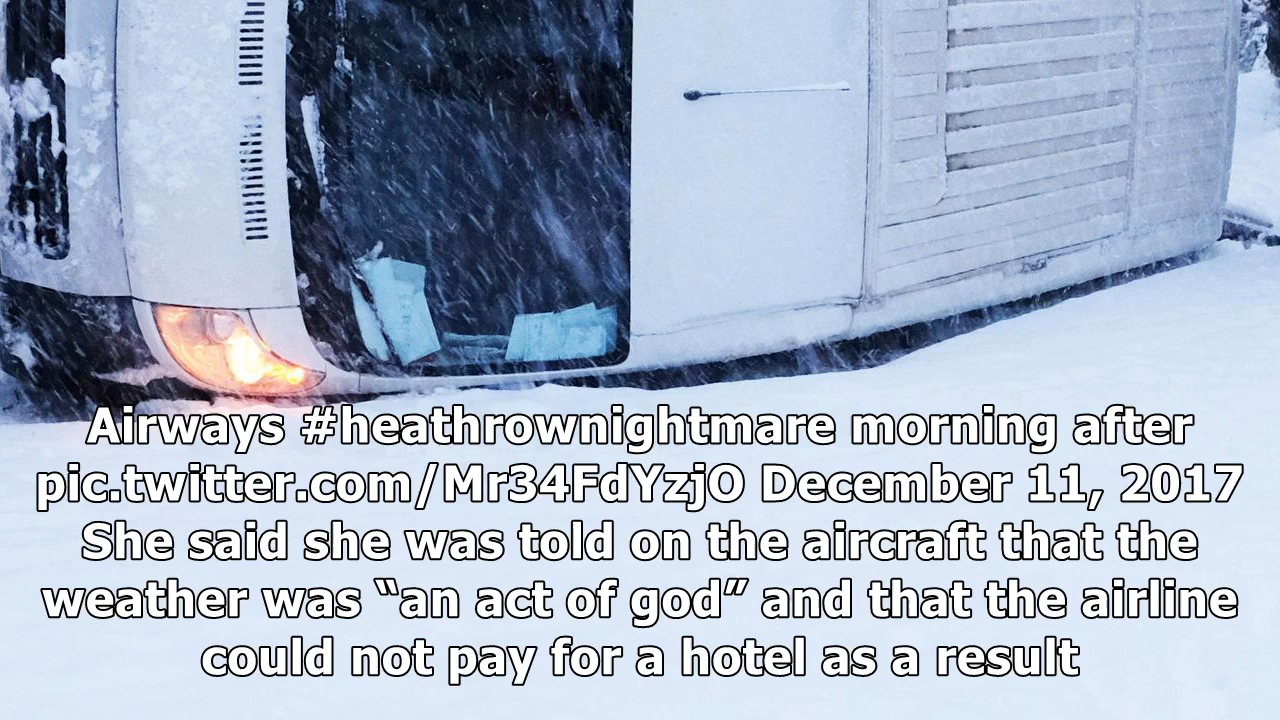 Airways #heathrownightmare morning after
pic.twitter.com/Mr34FdYzjO December 11, 2017
She said she was told on the aircraft that the
weather was “an act of god” and that the airline
could not pay for a hotel as a result